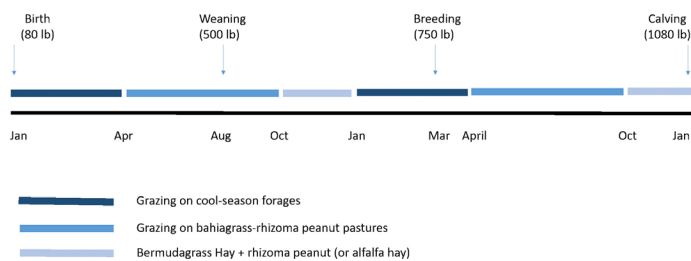 Birth
(80 lb)
Weaning
(500 lb)
Breeding
(750 lb)
Calving
(1080 lb)
Jan Apr Aug Oct Jan Mar April Oct Jan
Grazing on cool-season forages
Grazing on bahiagrass-rhizoma peanut pastures
Bermudagrass Hay + rhizoma peanut (or alfalfa hay)